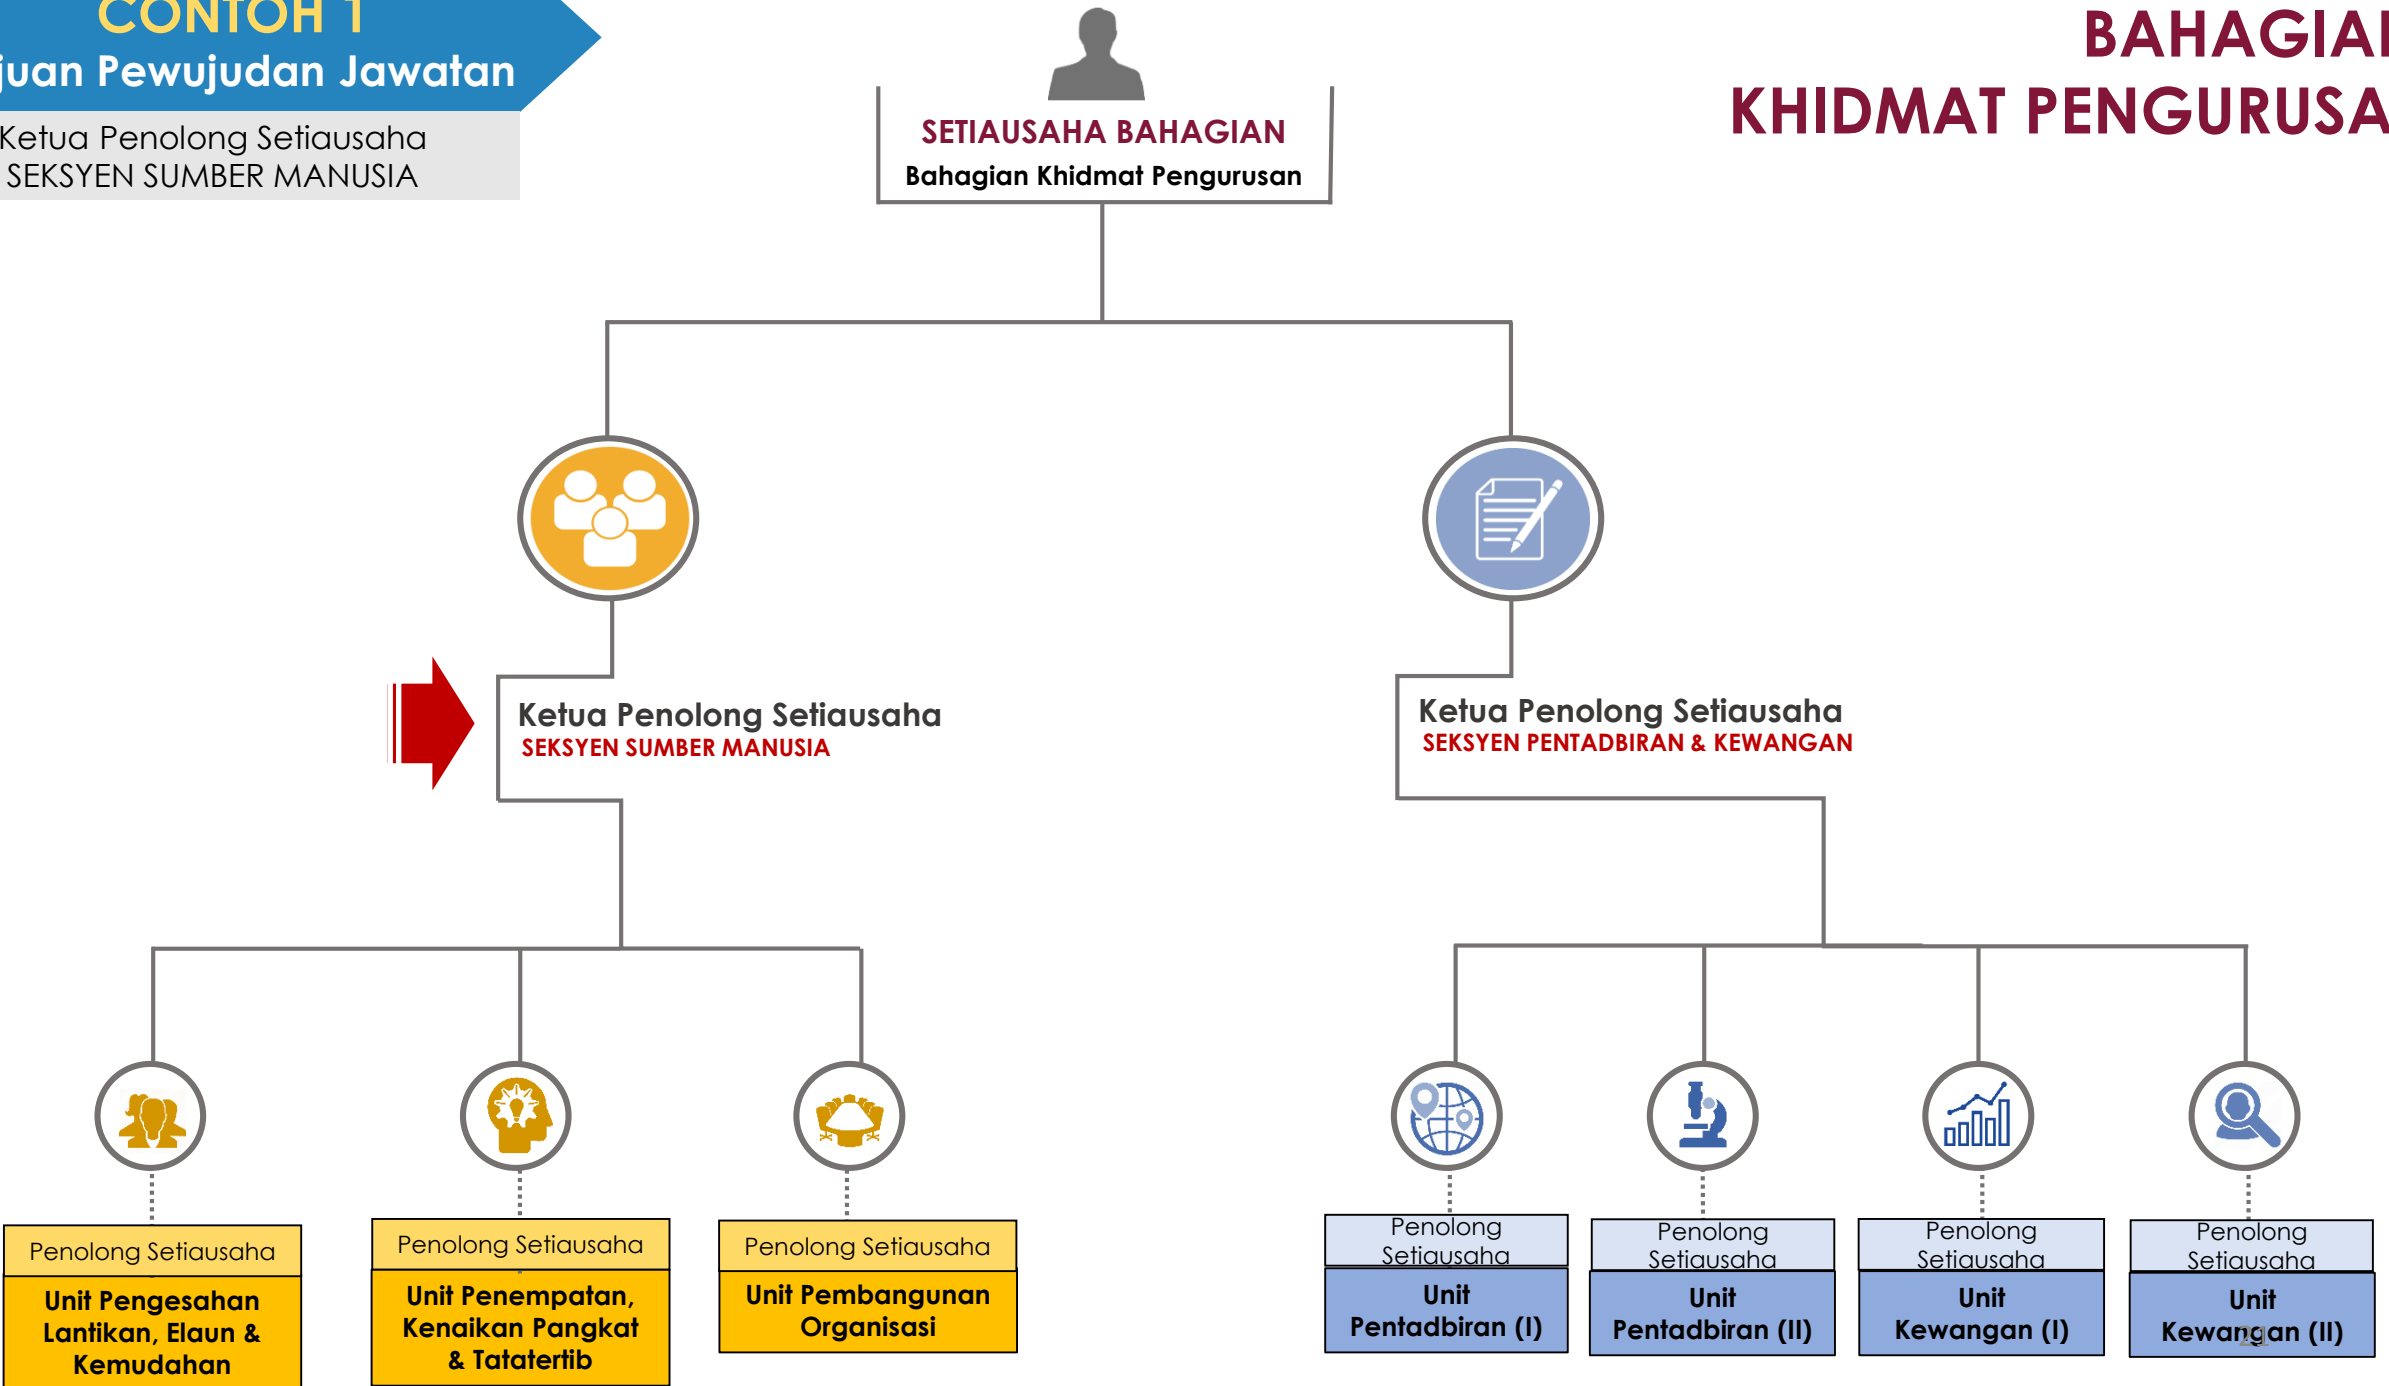 CONTOH 1
juan Pewujudan Jawatan
Ketua Penolong Setiausaha
SEKSYEN SUMBER MANUSIA
BAHAGIAN
KHIDMAT PENGURUSA
SETIAUSAHA BAHAGIAN
Bahagian Khidmat Pengurusan
Ketua Penolong Setiausaha
SEKSYEN SUMBER MANUSIA
Ketua Penolong Setiausaha
SEKSYEN PENTADBIRAN & KEWANGAN
Penolong Setiausaha
Unit Pengesahan
Lantikan, Elaun &
Kemudahan
Penolong Setiausaha
Unit Penempatan,
Kenaikan Pangkat
& Tatatertib
Penolong Setiausaha
Unit Pembangunan
Organisasi
Penolong
Setiausaha
Unit
Pentadbiran (I)
Penolong
Setiausaha
Unit
Pentadbiran (II)
Penolong
Setiausaha
Unit
Kewangan (I)
Penolong
Setiausaha
Unit
Kewangan (II)
21